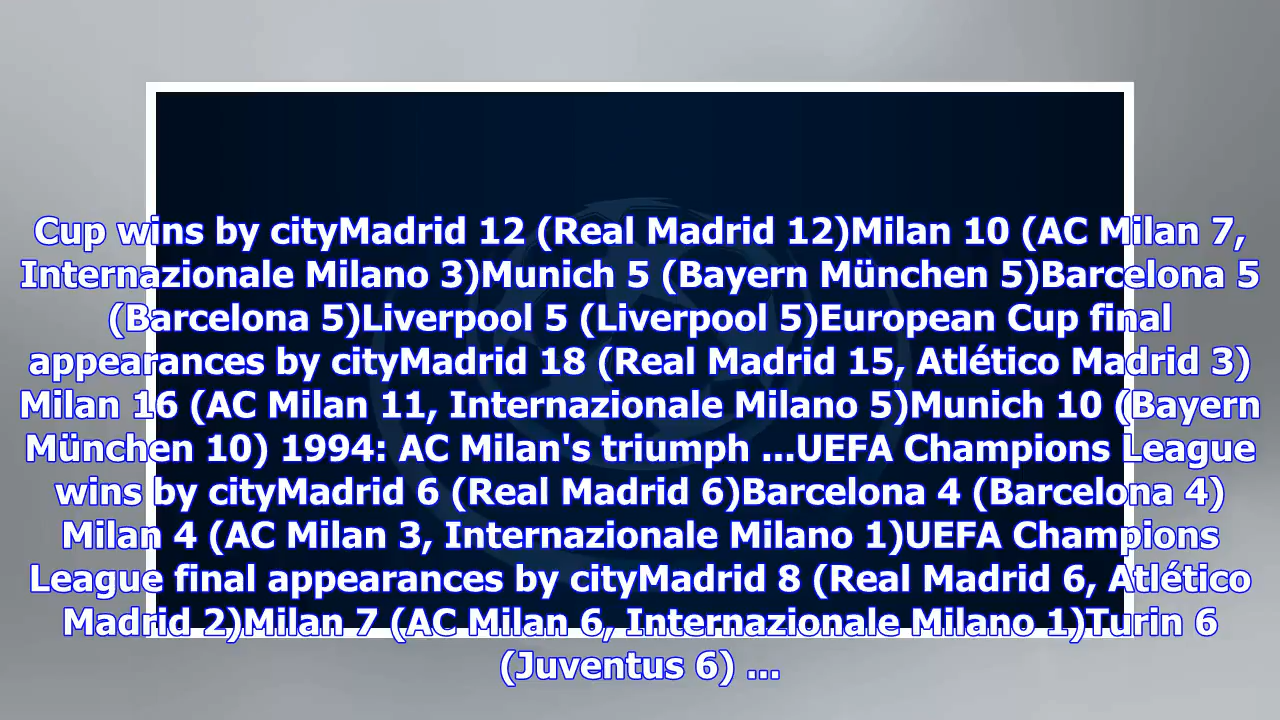 Cup wins by cityMadrid 12 (Real Madrid 12)Milan 10 (AC Milan 7,
Internazionale Milano 3)Munich 5 (Bayern München 5)Barcelona 5
(Barcelona 5)Liverpool 5 (Liverpool 5)European Cup final
appearances by cityMadrid 18 (Real Madrid 15, Atlético Madrid 3)
Milan 16 (AC Milan 11, Internazionale Milano 5)Munich 10 (Bayern
München 10) 1994: AC Milan's triumph ...UEFA Champions League
wins by cityMadrid 6 (Real Madrid 6)Barcelona 4 (Barcelona 4)
Milan 4 (AC Milan 3, Internazionale Milano 1)UEFA Champions
League final appearances by cityMadrid 8 (Real Madrid 6, Atlético
Madrid 2)Milan 7 (AC Milan 6, Internazionale Milano 1)Turin 6
(Juventus 6) ...